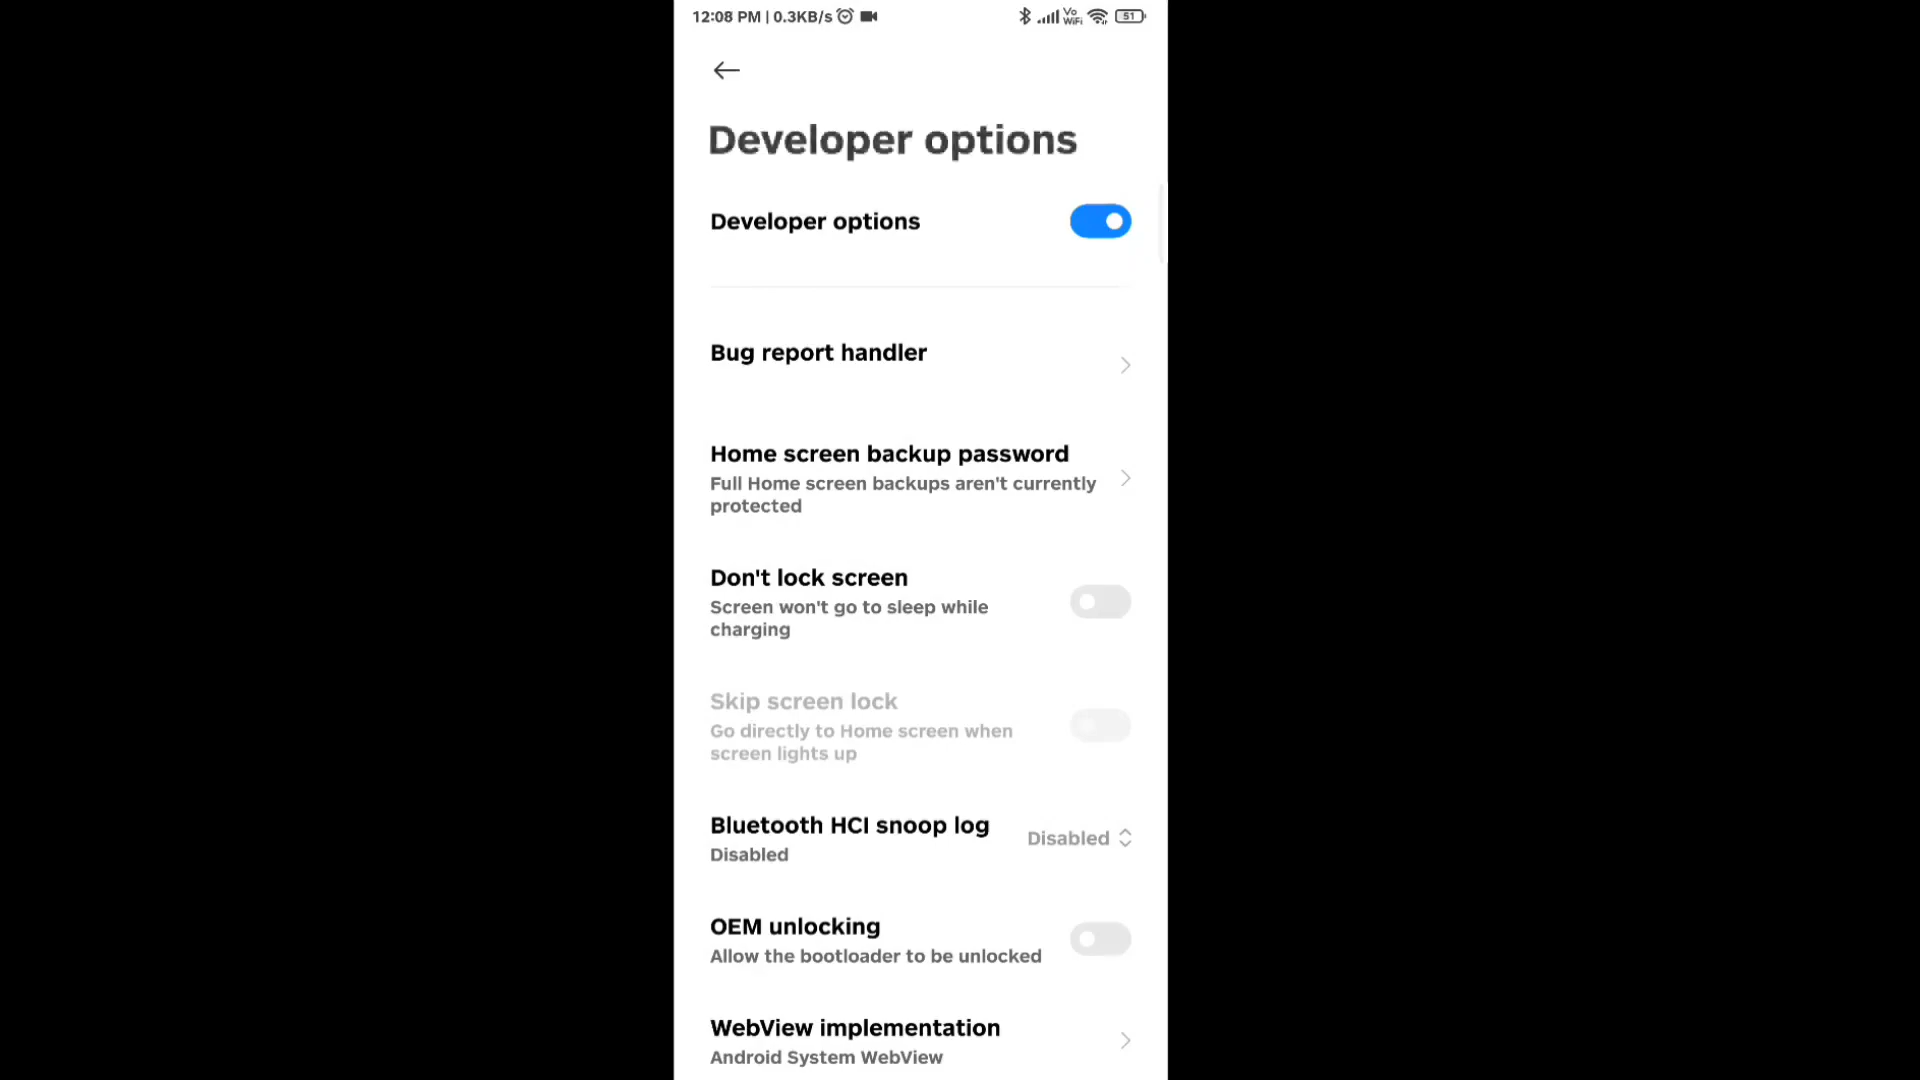 12:08 PM | 0.3KB/s Vo WiFi 51
Developer options
Developer options
Bug report handler
Home screen backup password
Full Home screen backups aren't currently
protected
Don't lock screen
Screen won't go to sleep while
charging
Skip screen lock
Go directly to Home screen when
screen lights up
Bluetooth HCI snoop log
Disabled
Disabled
OEM unlocking
Allow the bootloader to be unlocked
WebView implementation
Android System WebView